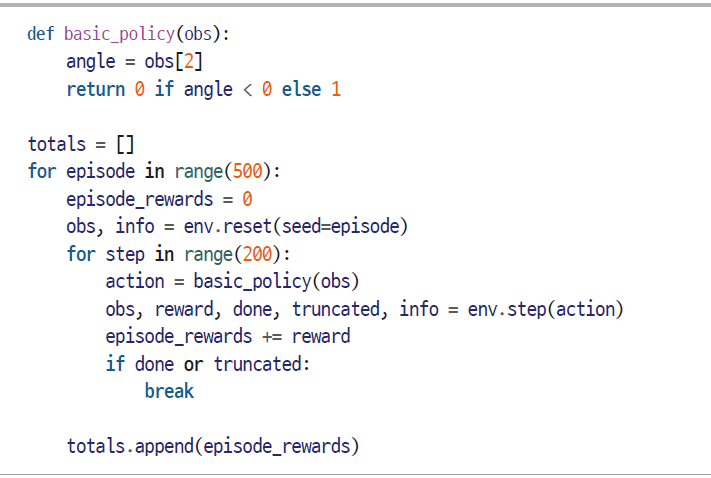 def basic_policy(obs):
    angle = obs[2]
    return 0 if angle < 0 else 1

totals = []
for episode in range(500):
    episode_rewards = 0
    obs, info = env.reset(seed=episode)
    for step in range(200):
        action = basic_policy(obs)
        obs, reward, done, truncated, info = env.step(action)
        episode_rewards += reward
        if done or truncated:
            break

    totals.append(episode_rewards)